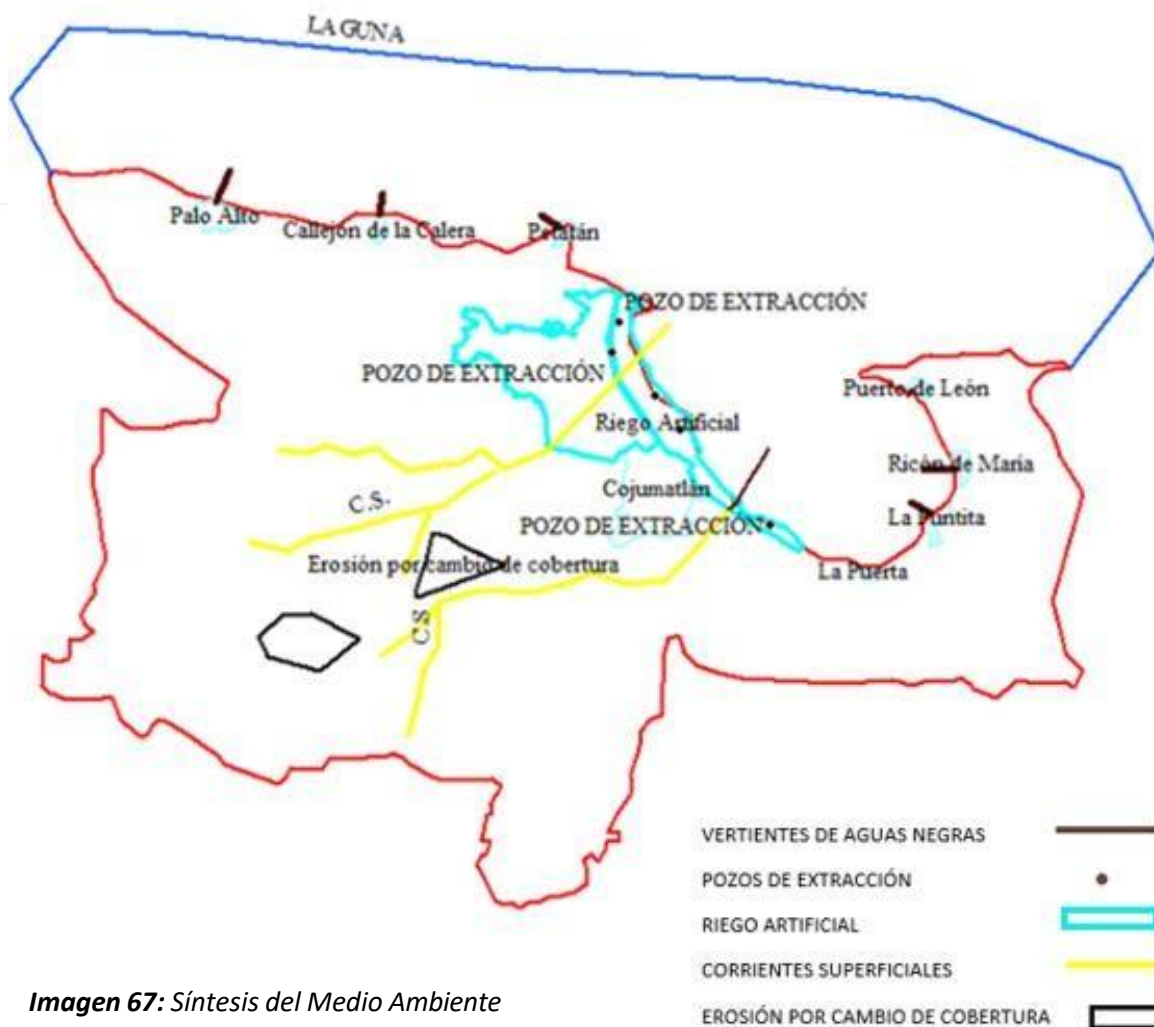 LAGUNA
Palo Alto
Callejón de la Calera
Petatán
POZO DE EXTRACCIÓN
POZO DE EXTRACCIÓN
Puerto de León
Riego Artificial
Ricón de María
Cojumatlán
C.S.
POZO DE EXTRACCIÓN
La Puntita
Erosión por cambio de cobertura
La Puerta
C.S
VERTIENTES DE AGUAS NEGRAS
POZOS DE EXTRACCIÓN
RIEGO ARTIFICIAL
CORRIENTES SUPERFICIALES
Imagen 67: Síntesis del Medio Ambiente
EROSIÓN POR CAMBIO DE COBERTURA